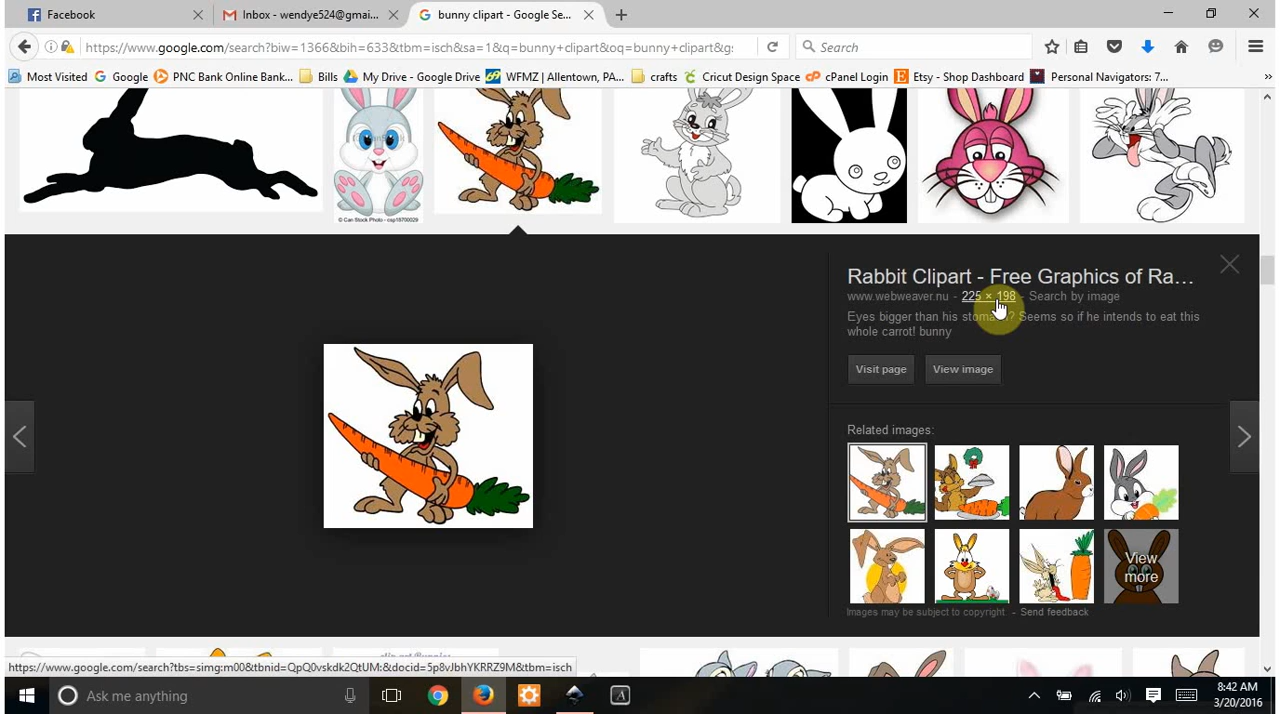 Facebook
Inbox - wendye524@gmai...
bunny clipart - Google Se...
https://www.google.com/search?biw=1366&bih=633&tbm=isch&sa=1&q=bunny+clipart&oq=bunny+clipart&g
Search
Most Visited
Google
PNC Bank Online Bank...
Bills
My Drive - Google Drive
WFMZ | Allentown, PA...
crafts
Cricut Design Space
cPanel Login
Etsy - Shop Dashboard
Personal Navigators: 7...
© Can Stock Photo - csp18700029
Rabbit Clipart - Free Graphics of Ra...
www.webweaver.nu - 225 × 198 - Search by image
Eyes bigger than his stomach? Seems so if he intends to eat this
whole carrot! bunny
Visit page
View image
Related images:
View
more
Images may be subject to copyright - Send feedback
https://www.google.com/search?tbs=simg:m00&tbnid=QpQ0vskdk2QtUM:&docid=5p8vJbhYKRRZ9M&tbm=isch
Ask me anything
8:42 AM
3/20/2016